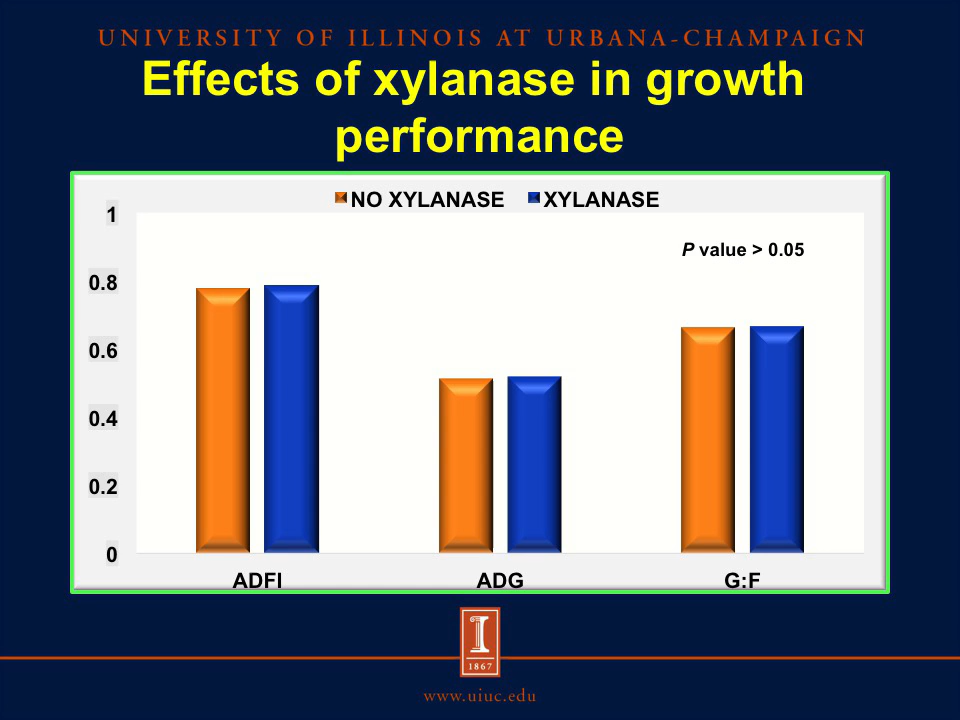 UNIVERSITY OF ILLINOIS AT URBANA-CHAMPAIGN
Effects of xylanase in growth
performance
NO XYLANASE XYLANASE
1
P value > 0.05
0.8
0.6
0.4
0.2
0
ADFI ADG G:F
I
1867
www.uiuc.edu